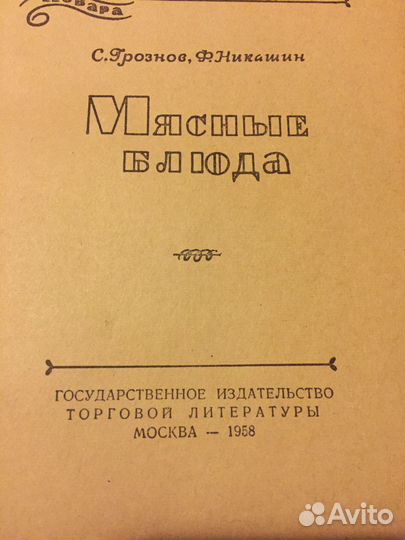 повара
С. Грознов, Ф. Никашин
Мясные
блюда
ГОСУДАРСТВЕННОЕ ИЗДАТЕЛЬСТВО
ТОРГОВОЙ ЛИТЕРАТУРЫ
МОСКВА — 1958
Avito